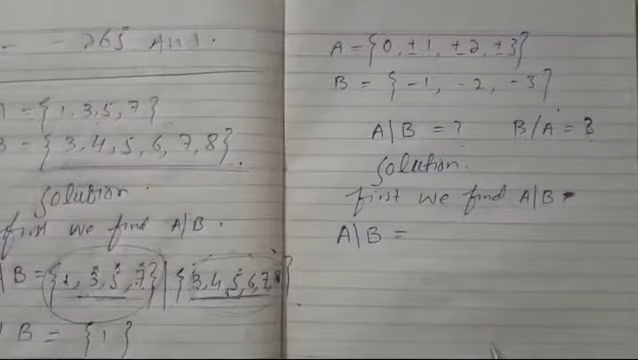 - - 265 Ans.
A = {1, 3, 5, 7}
B = {3, 4, 5, 6, 7, 8}.
Solution.
first we find A|B.
| B = {1, 3, 5, 7} | {3, 4, 5, 6, 7, 8}
B = {1}
A = {0, ±1, ±2, ±3}
B = {-1, -2, -3}
A|B = ? B/A = ?
Solution.
first we find A|B
A|B =